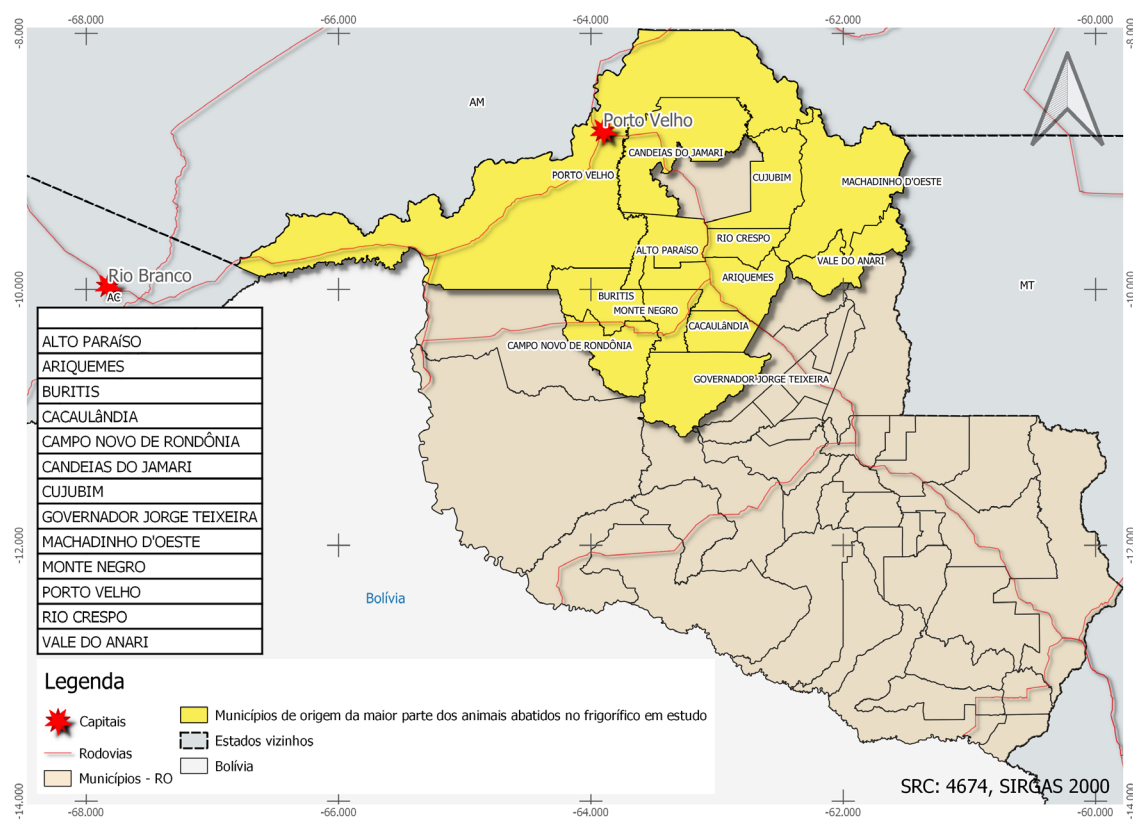 -68.000 -66.000 -64.000 -62.000 -60.000
-8.000 -8.000
AM
Porto Velho
CANDEIAS DO JAMARI
PORTO VELHO
CUJUBIM
MACHADINHO D'OESTE
RIO CRESPO
ALTO PARAíSO
VALE DO ANARI
Rio Branco
AC
ARIQUEMES
MT
-10.000 -10.000
BURITIS
MONTE NEGRO
CACAULâNDIA
CAMPO NOVO DE RONDÔNIA
GOVERNADOR JORGE TEIXEIRA
ALTO PARAíSO
ARIQUEMES
BURITIS
CACAULâNDIA
CAMPO NOVO DE RONDÔNIA
CANDEIAS DO JAMARI
CUJUBIM
GOVERNADOR JORGE TEIXEIRA
MACHADINHO D'OESTE
MONTE NEGRO
PORTO VELHO
RIO CRESPO
VALE DO ANARI
-12.000 -12.000
Bolívia
Legenda
Capitais
Rodovias
Municípios - RO
Municípios de origem da maior parte dos animais abatidos no frigorífico em estudo
Estados vizinhos
Bolívia
SRC: 4674, SIRGAS 2000
-14.000 -14.000
-68.000 -66.000 -64.000 -62.000 -60.000